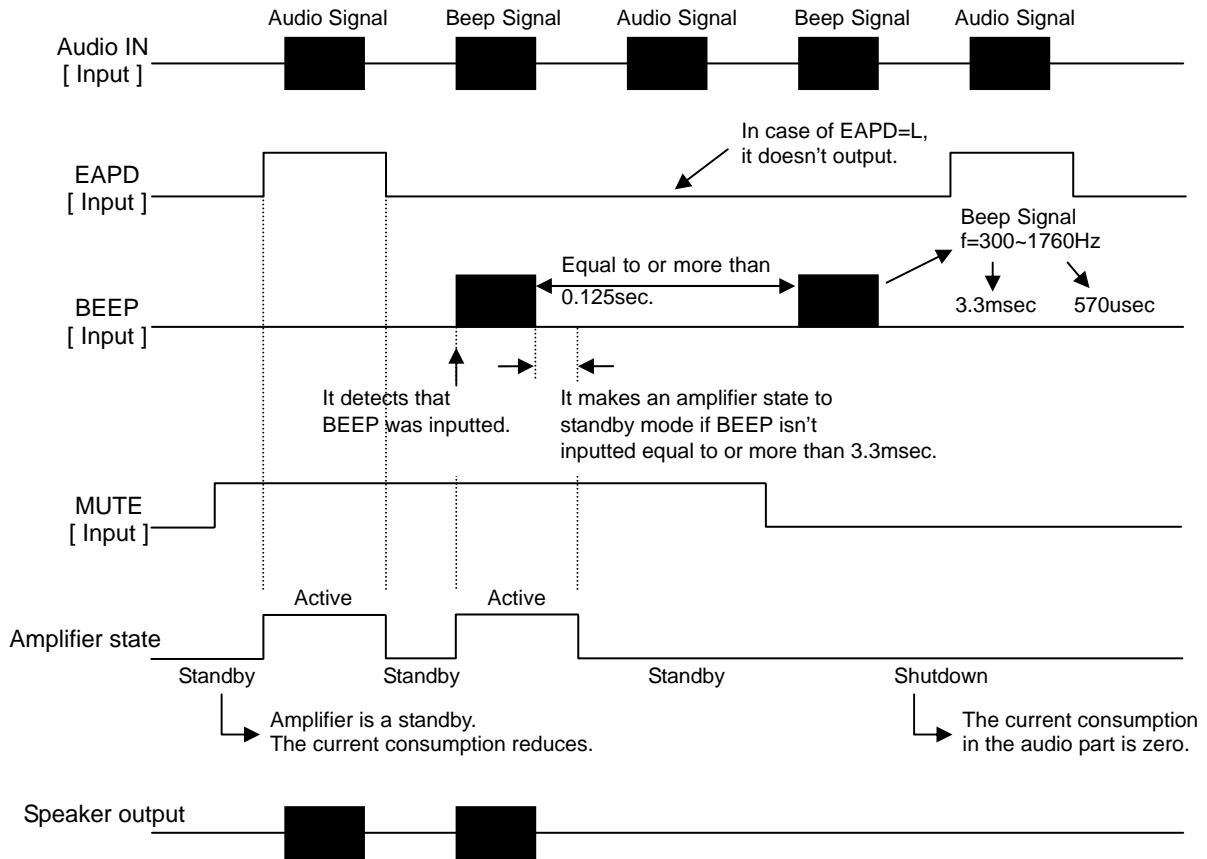 Audio Signal Beep Signal Audio Signal Beep Signal Audio Signal
Audio IN
[ Input ]
In case of EAPD=L,
it doesn't output.
EAPD
[ Input ]
Beep Signal
f=300~1760Hz
Equal to or more than
0.125sec.
3.3msec 570usec
BEEP
[ Input ]
It detects that
BEEP was inputted.
It makes an amplifier state to
standby mode if BEEP isn't
inputted equal to or more than 3.3msec.
MUTE
[ Input ]
Active Active
Amplifier state
Standby Standby Standby Shutdown
Amplifier is a standby.
The current consumption reduces.
The current consumption
in the audio part is zero.
Speaker output